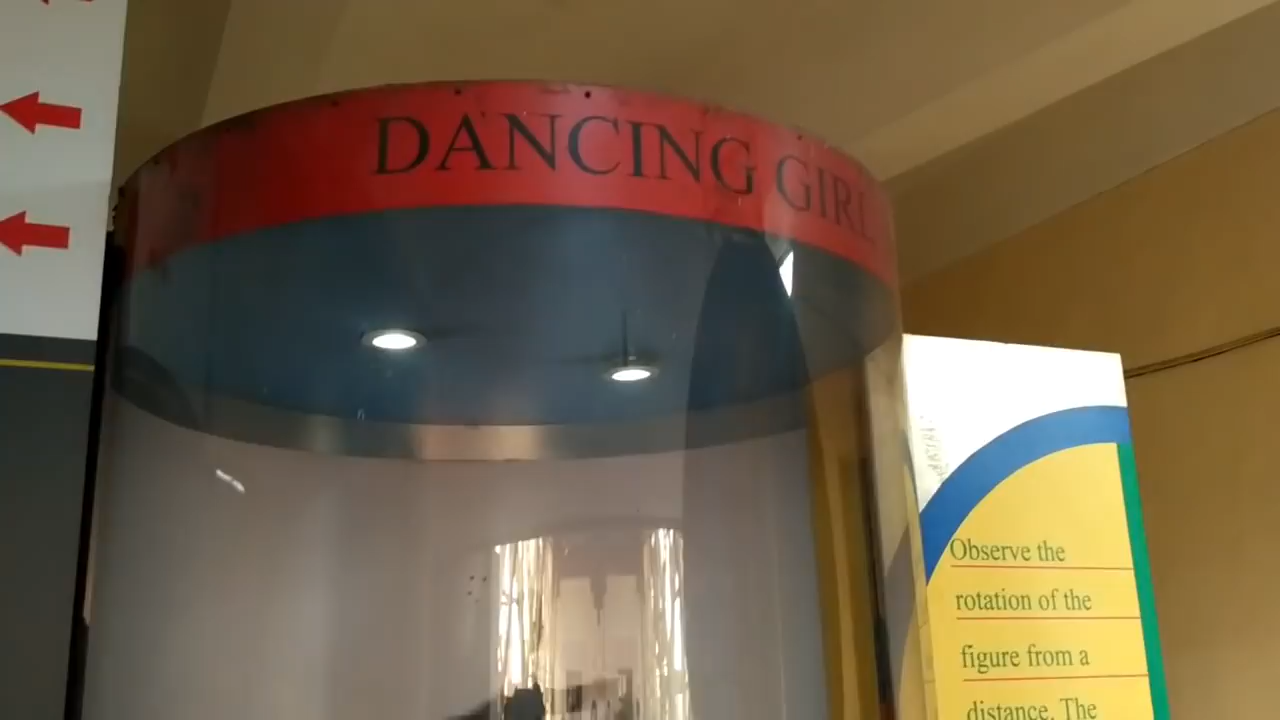 DANCING GIRL
Observe the
rotation of the
figure from a
distance. The